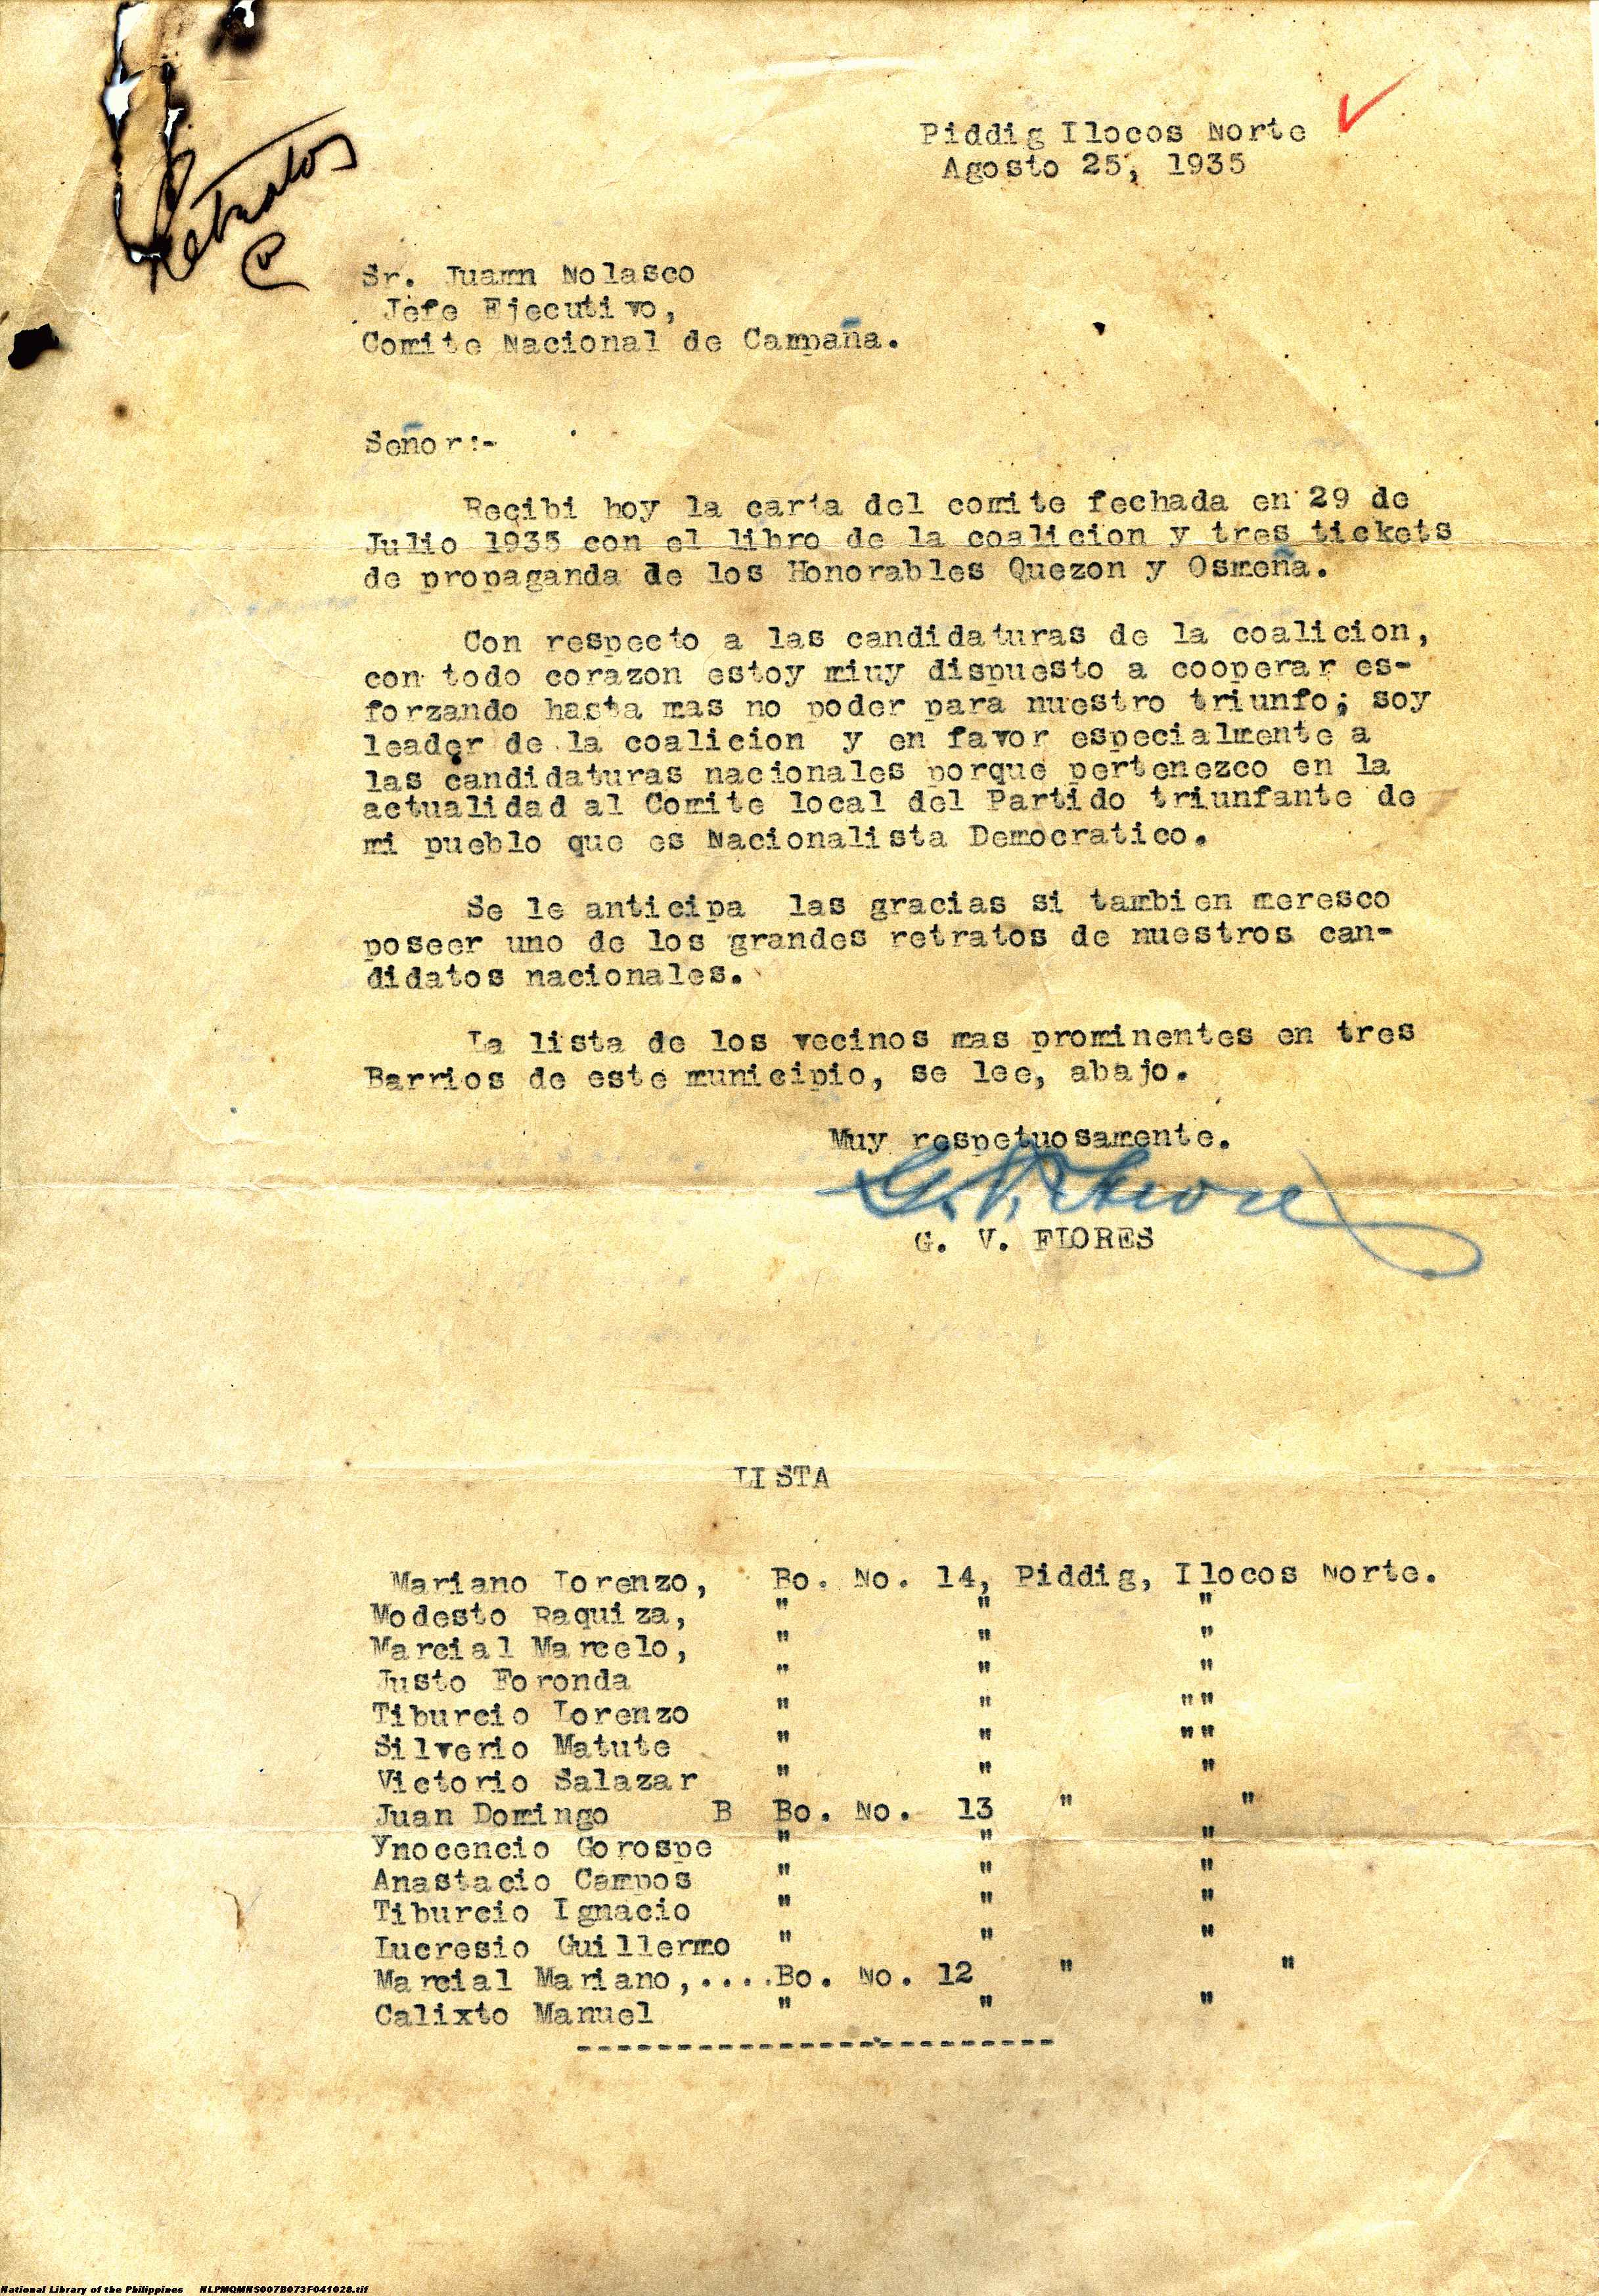 Retratos
Piddig Ilocos Norte
Agosto 25, 1935
Sr. Juamn Nolasco
Jefe Ejecutivo,
Comite Nacional de Campaña.
Señor:-
Recibi hoy la carta del comite fechada en 29 de
Julio 1935 con el libro de la coalicion y tres tickets
de propaganda de los Honorables Quezon y Osmeña.
Con respecto a las candidaturas de la coalicion,
con todo corazon estoy miuy dispuesto a cooperar es-
forzando hasta mas no poder para nuestro triunfo; soy
leader de la coalicion y en favor especialmente a
las candidaturas nacionales porque pertenezco en la
actualidad al Comite local del Partido triunfante de
mi pueblo que es Nacionalista Democratico.
Se le anticipa las gracias si tambien meresco
poseer uno de los grandes retratos de nuestros can-
didatos nacionales.
La lista de los vecinos mas prominentes en tres
Barrios de este municipio, se lee, abajo.
Muy respetuosamente.
G. V. Flores
G. V. FLORES
LISTA
Mariano Lorenzo, Bo. No. 14, Piddig, Ilocos Norte.
Modesto Raquiza, " " "
Marcial Marcelo, " " "
Justo Foronda " " "
Tiburcio Lorenzo " " ""
Silverio Matute " " ""
Victorio Salazar " " "
Juan Domingo B Bo. No. 13 " "
Ynocencio Gorospe " " "
Anastacio Campos " " "
Tiburcio Ignacio " " "
Lucresio Guillermo " " "
Marcial Mariano,....Bo. No. 12 " "
Calixto Manuel " " "
------------------------
National Library of the Philippines NLPMQMNS007B073F041028.tif